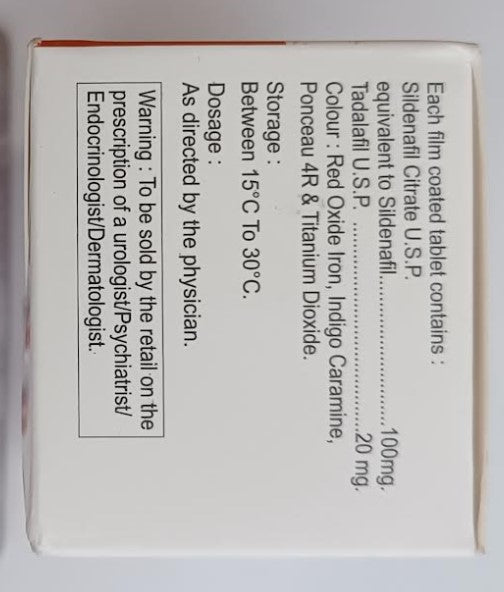 Each film coated tablet contains :
Sildenafil Citrate U.S.P.
equivalent to Sildenafil..............................100mg.
Tadalafil U.S.P. ..........................................20 mg.
Colour : Red Oxide Iron, Indigo Caramine,
Ponceau 4R & Titanium Dioxide.
Storage :
Between 15°C To 30°C.
Dosage :
As directed by the physician.
Warning : To be sold by the retail on the
prescription of a urologist/Psychiatrist/
Endocrinologist/Dermatologist.